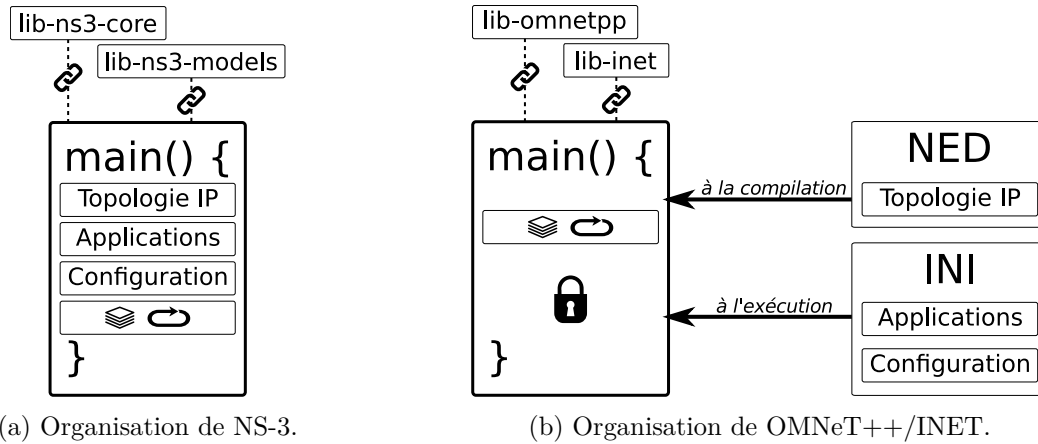 lib-ns3-core
lib-ns3-models
main() {
Topologie IP
Applications
Configuration
}
(a) Organisation de NS-3.
lib-omnetpp
lib-inet
main() {
}
à la compilation
à l'exécution
NED
Topologie IP
INI
Applications
Configuration
(b) Organisation de OMNeT++/INET.